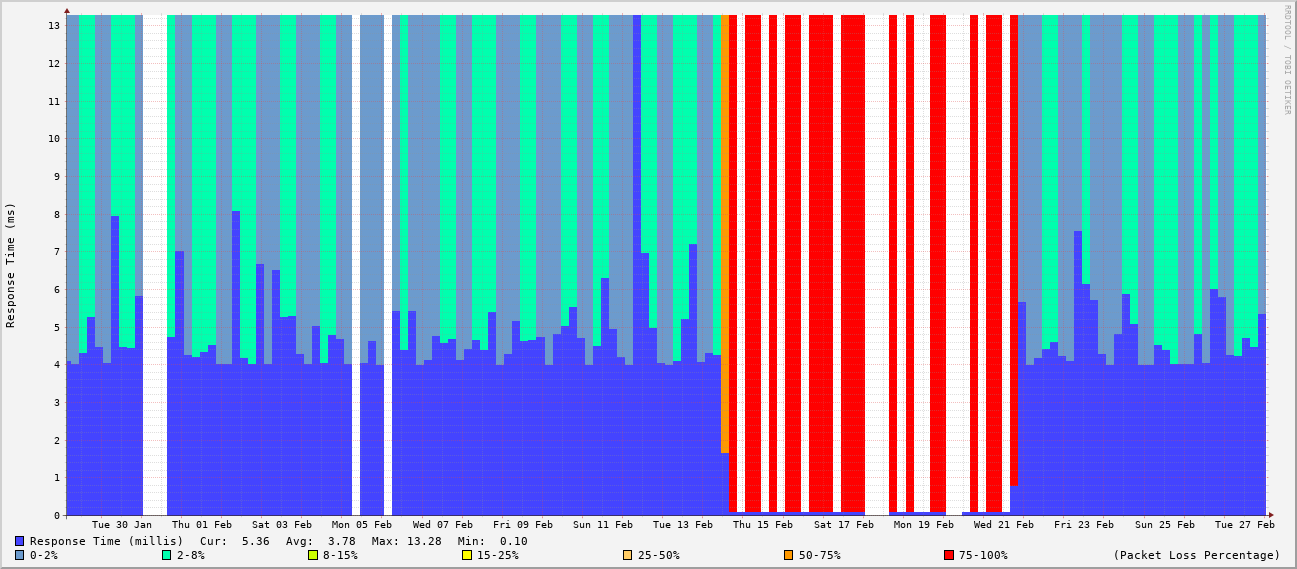 RRDTOOL / TOBI OETIKER
Response Time (ms)
13
12
11
10
9
8
7
6
5
4
3
2
1
0
Tue 30 Jan Thu 01 Feb Sat 03 Feb Mon 05 Feb Wed 07 Feb Fri 09 Feb Sun 11 Feb Tue 13 Feb Thu 15 Feb Sat 17 Feb Mon 19 Feb Wed 21 Feb Fri 23 Feb Sun 25 Feb Tue 27 Feb
Response Time (millis) Cur: 5.36 Avg: 3.78 Max: 13.28 Min: 0.10
0-2% 2-8% 8-15% 15-25% 25-50% 50-75% 75-100% (Packet Loss Percentage)